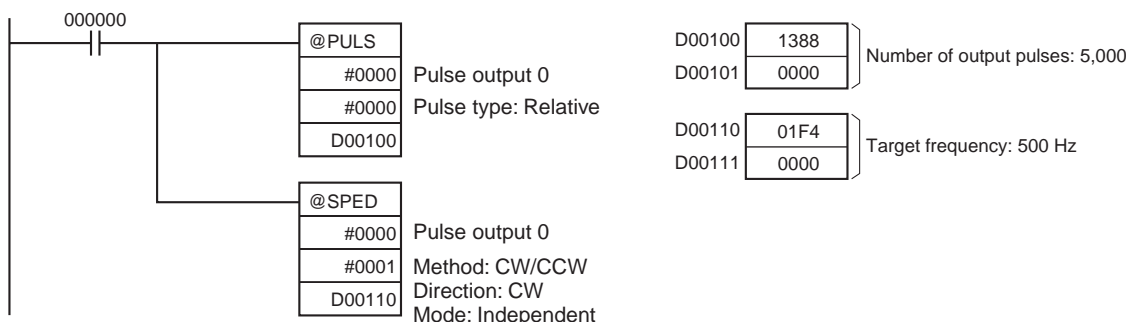 000000
@PULS
#0000 Pulse output 0
#0000 Pulse type: Relative
D00100
@SPED
#0000 Pulse output 0
#0001 Method: CW/CCW
Direction: CW
D00110
Mode: Independent
D00100 1388
D00101 0000
Number of output pulses: 5,000
D00110 01F4
D00111 0000
Target frequency: 500 Hz